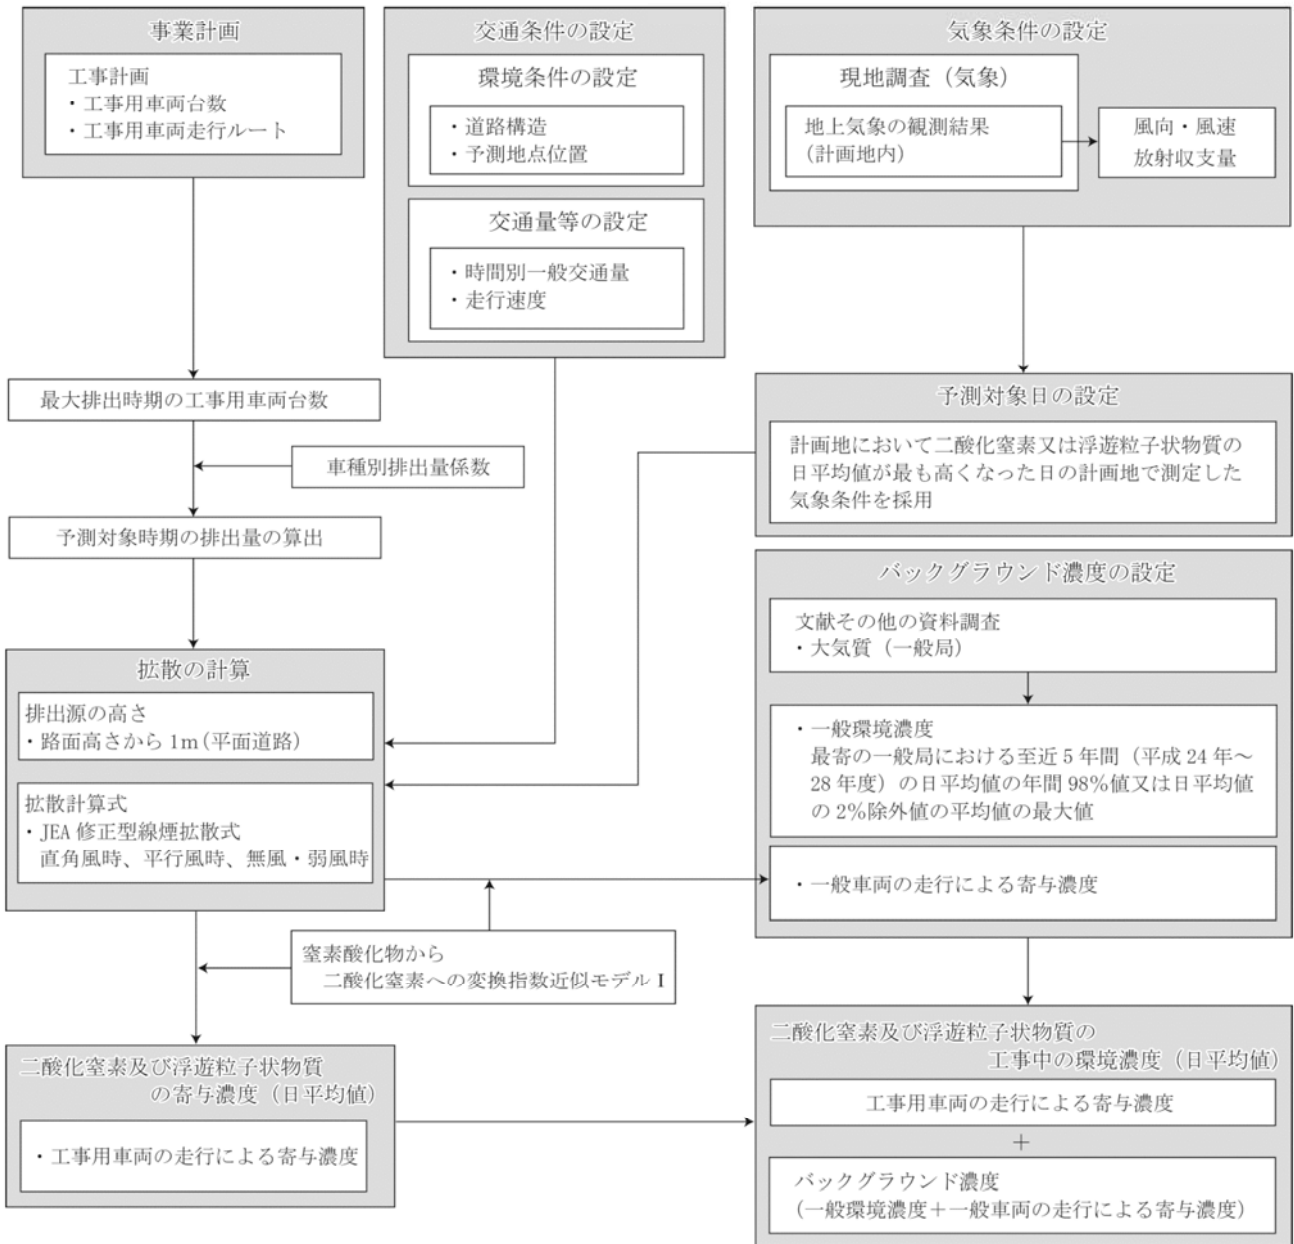 事業計画
工事計画
・工事用車両台数
・工事用車両走行ルート
交通条件の設定
環境条件の設定
・道路構造
・予測地点位置
交通量等の設定
・時間別一般交通量
・走行速度
気象条件の設定
現地調査（気象）
地上気象の観測結果
（計画地内）
風向・風速
放射収支量
最大排出時期の工事用車両台数
車種別排出量係数
予測対象時期の排出量の算出
予測対象日の設定
計画地において二酸化窒素又は浮遊粒子状物質の
日平均値が最も高くなった日の計画地で測定した
気象条件を採用
拡散の計算
排出源の高さ
・路面高さから1m（平面道路）
拡散計算式
・JEA修正型線煙拡散式
直角風時、平行風時、無風・弱風時
バックグラウンド濃度の設定
文献その他の資料調査
・大気質（一般局）
・一般環境濃度
最寄の一般局における至近5年間（平成24年～
28年度）の日平均値の年間98％値又は日平均値
の2％除外値の平均値の最大値
・一般車両の走行による寄与濃度
窒素酸化物から
二酸化窒素への変換指数近似モデルⅠ
二酸化窒素及び浮遊粒子状物質
の寄与濃度（日平均値）
・工事用車両の走行による寄与濃度
二酸化窒素及び浮遊粒子状物質の
工事中の環境濃度（日平均値）
工事用車両の走行による寄与濃度
＋
バックグラウンド濃度
（一般環境濃度＋一般車両の走行による寄与濃度）